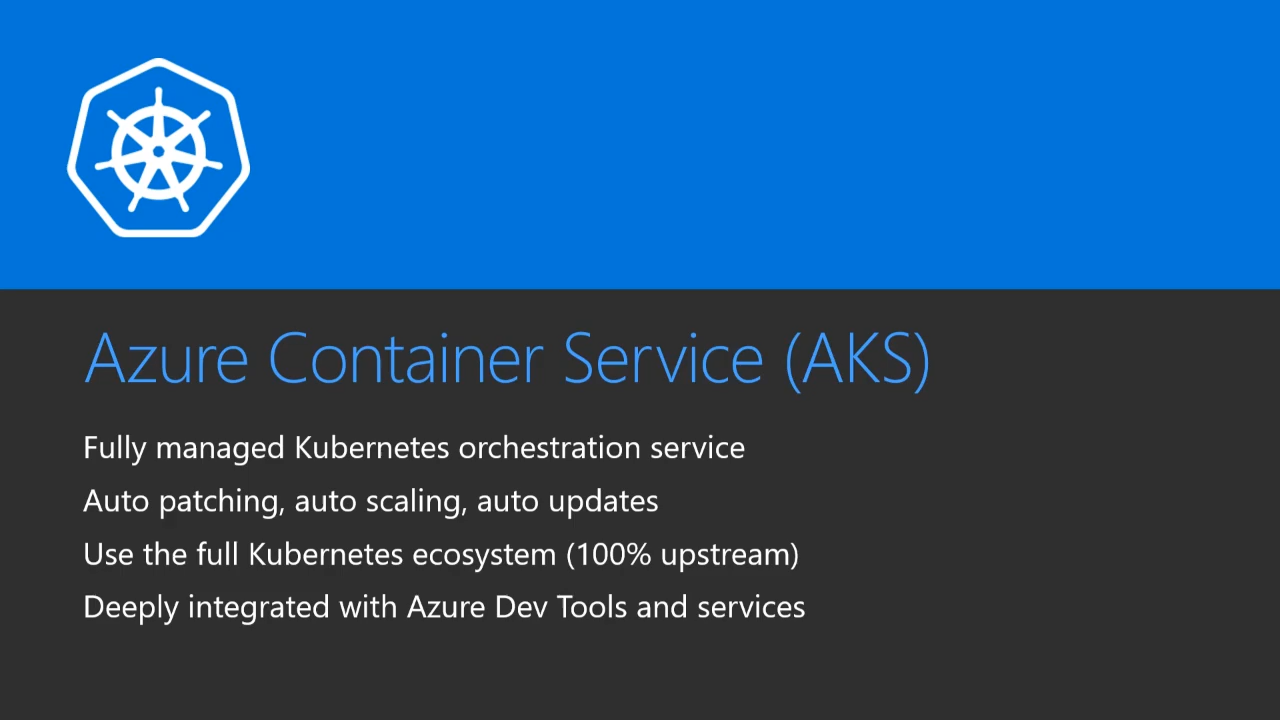 Azure Container Service (AKS)
Fully managed Kubernetes orchestration service
Auto patching, auto scaling, auto updates
Use the full Kubernetes ecosystem (100% upstream)
Deeply integrated with Azure Dev Tools and services